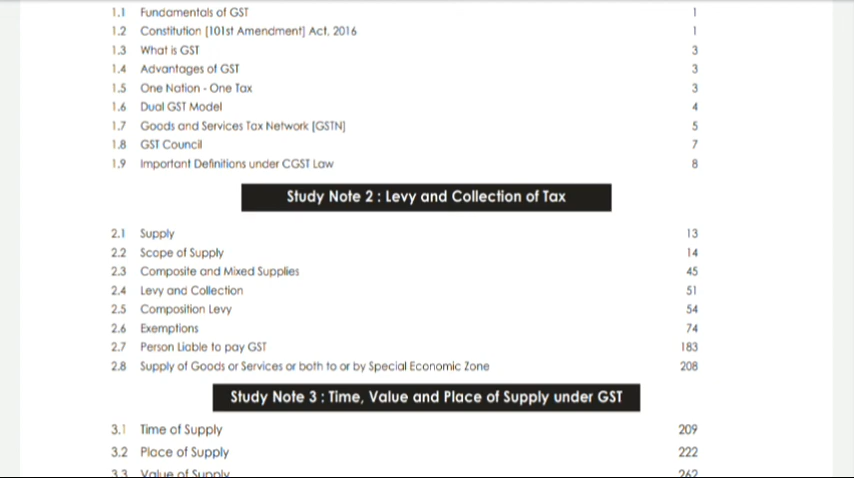 1.1 Fundamentals of GST 1
1.2 Constitution [101st Amendment] Act, 2016 1
1.3 What is GST 3
1.4 Advantages of GST 3
1.5 One Nation - One Tax 3
1.6 Dual GST Model 4
1.7 Goods and Services Tax Network [GSTN] 5
1.8 GST Council 7
1.9 Important Definitions under CGST Law 8
Study Note 2 : Levy and Collection of Tax
2.1 Supply 13
2.2 Scope of Supply 14
2.3 Composite and Mixed Supplies 45
2.4 Levy and Collection 51
2.5 Composition Levy 54
2.6 Exemptions 74
2.7 Person Liable to pay GST 183
2.8 Supply of Goods or Services or both to or by Special Economic Zone 208
Study Note 3 : Time, Value and Place of Supply under GST
3.1 Time of Supply 209
3.2 Place of Supply 222
3.3 Value of Supply 262